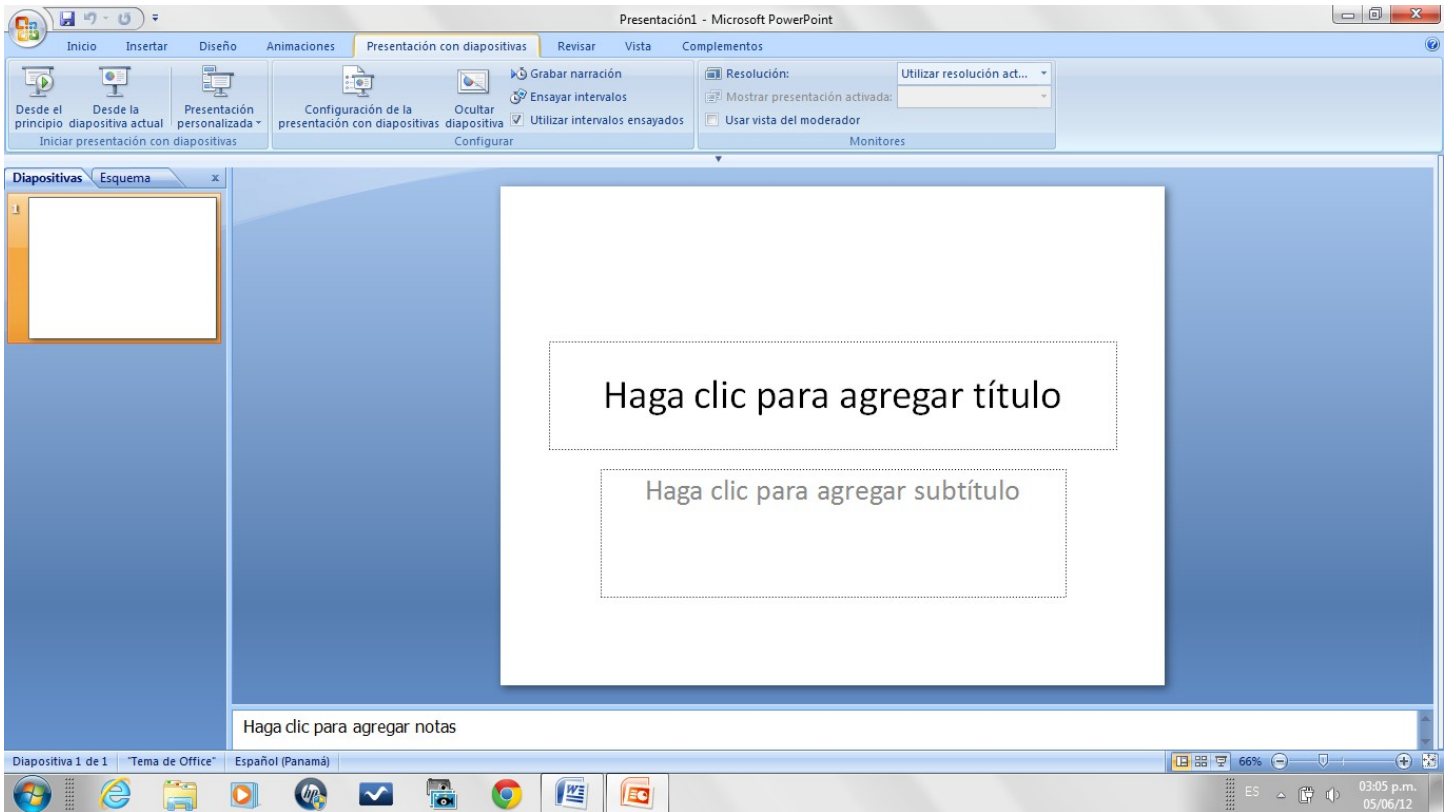 Presentación1 - Microsoft PowerPoint
Inicio Insertar Diseño Animaciones Presentación con diapositivas Revisar Vista Complementos
Desde el principio
Desde la diapositiva actual
Presentación personalizada
Iniciar presentación con diapositivas
Configuración de la presentación con diapositivas
Ocultar diapositiva
Grabar narración
Ensayar intervalos
Utilizar intervalos ensayados
Configurar
Resolución: Utilizar resolución act...
Mostrar presentación activada:
Usar vista del moderador
Monitores
Diapositivas Esquema x
1
Haga clic para agregar título
Haga clic para agregar subtítulo
Haga clic para agregar notas
Diapositiva 1 de 1 "Tema de Office" Español (Panamá) 66%
ES 03:05 p.m.
05/06/12